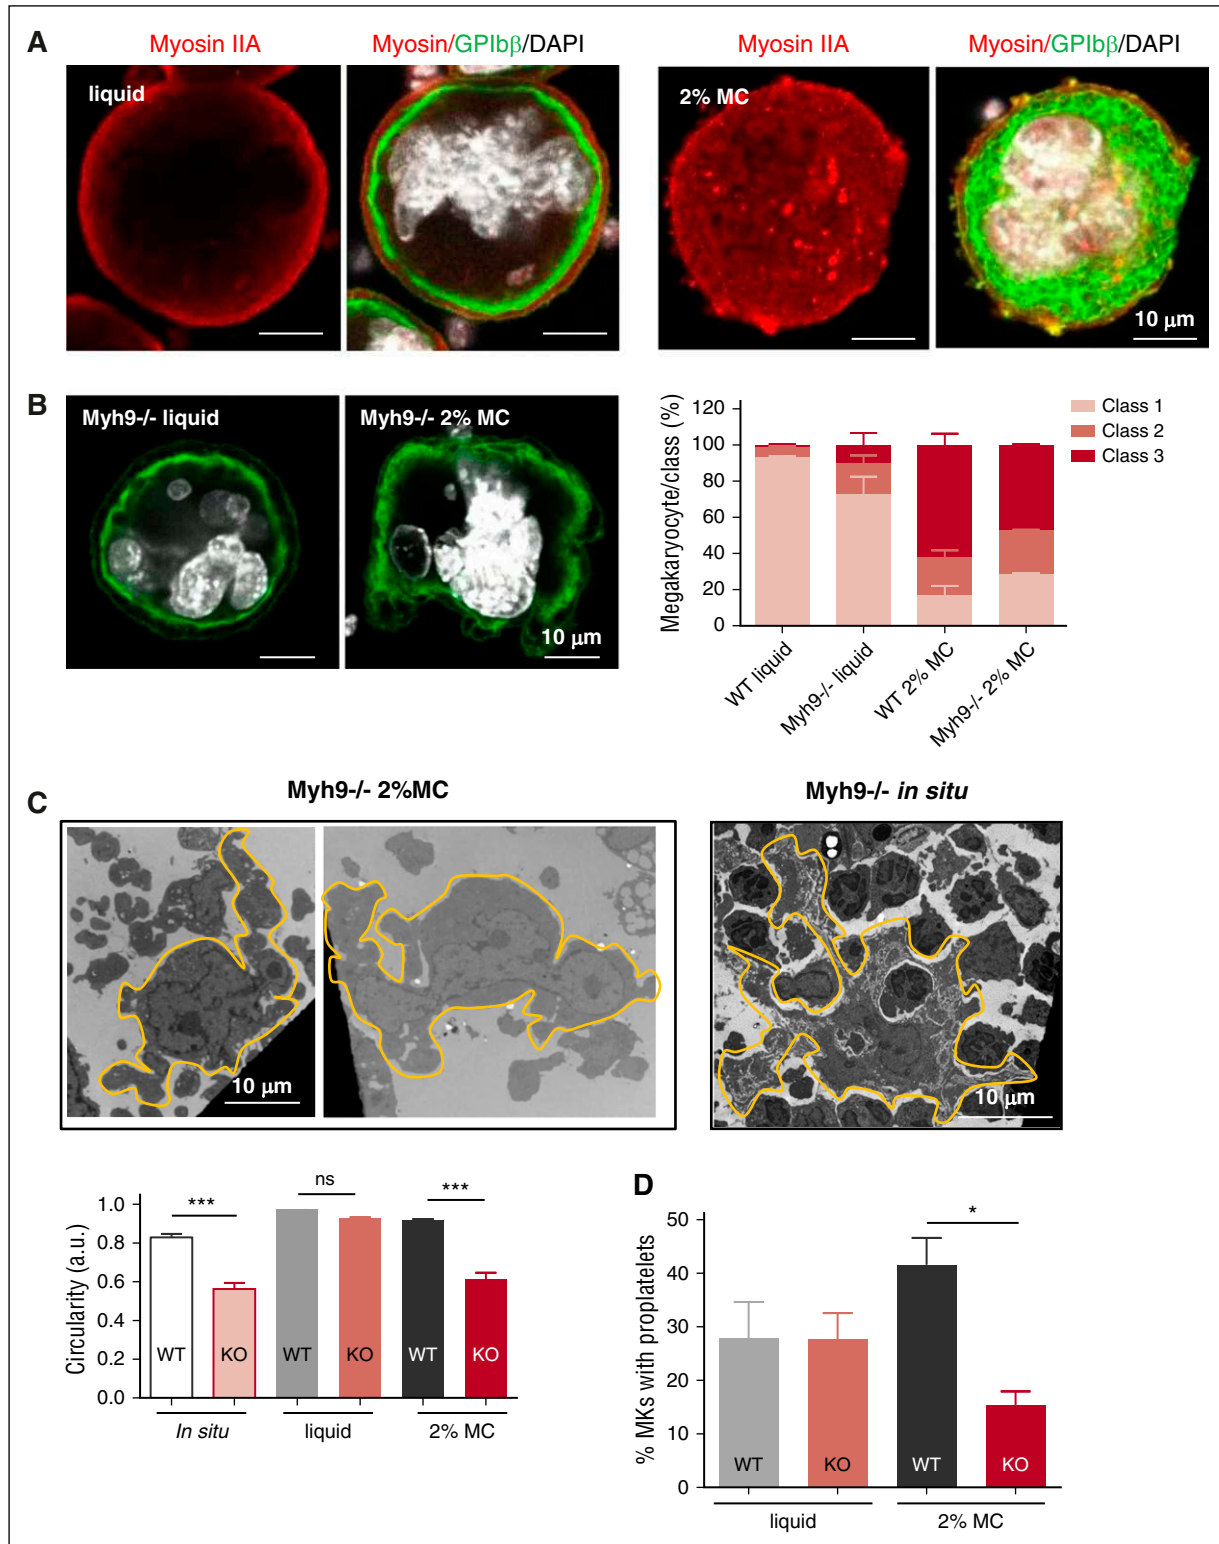 A
Myosin IIA
Myosin/GPIbβ/DAPI
Myosin IIA
Myosin/GPIbβ/DAPI
liquid
2% MC
10 μm
B
Myh9-/- liquid
Myh9-/- 2% MC
10 μm
Megakaryocyte/class (%)
120
100
80
60
40
20
0
WT liquid
Myh9-/- liquid
WT 2% MC
Myh9-/- 2% MC
Class 1
Class 2
Class 3
C
Myh9-/- 2%MC
Myh9-/- in situ
10 μm
10 μm
Circularity (a.u.)
1.0
0.8
0.6
0.4
0.2
0.0
***
ns
***
WT
KO
WT
KO
WT
KO
In situ
liquid
2% MC
D
% MKs with proplatelets
50
40
30
20
10
0
*
WT
KO
WT
KO
liquid
2% MC